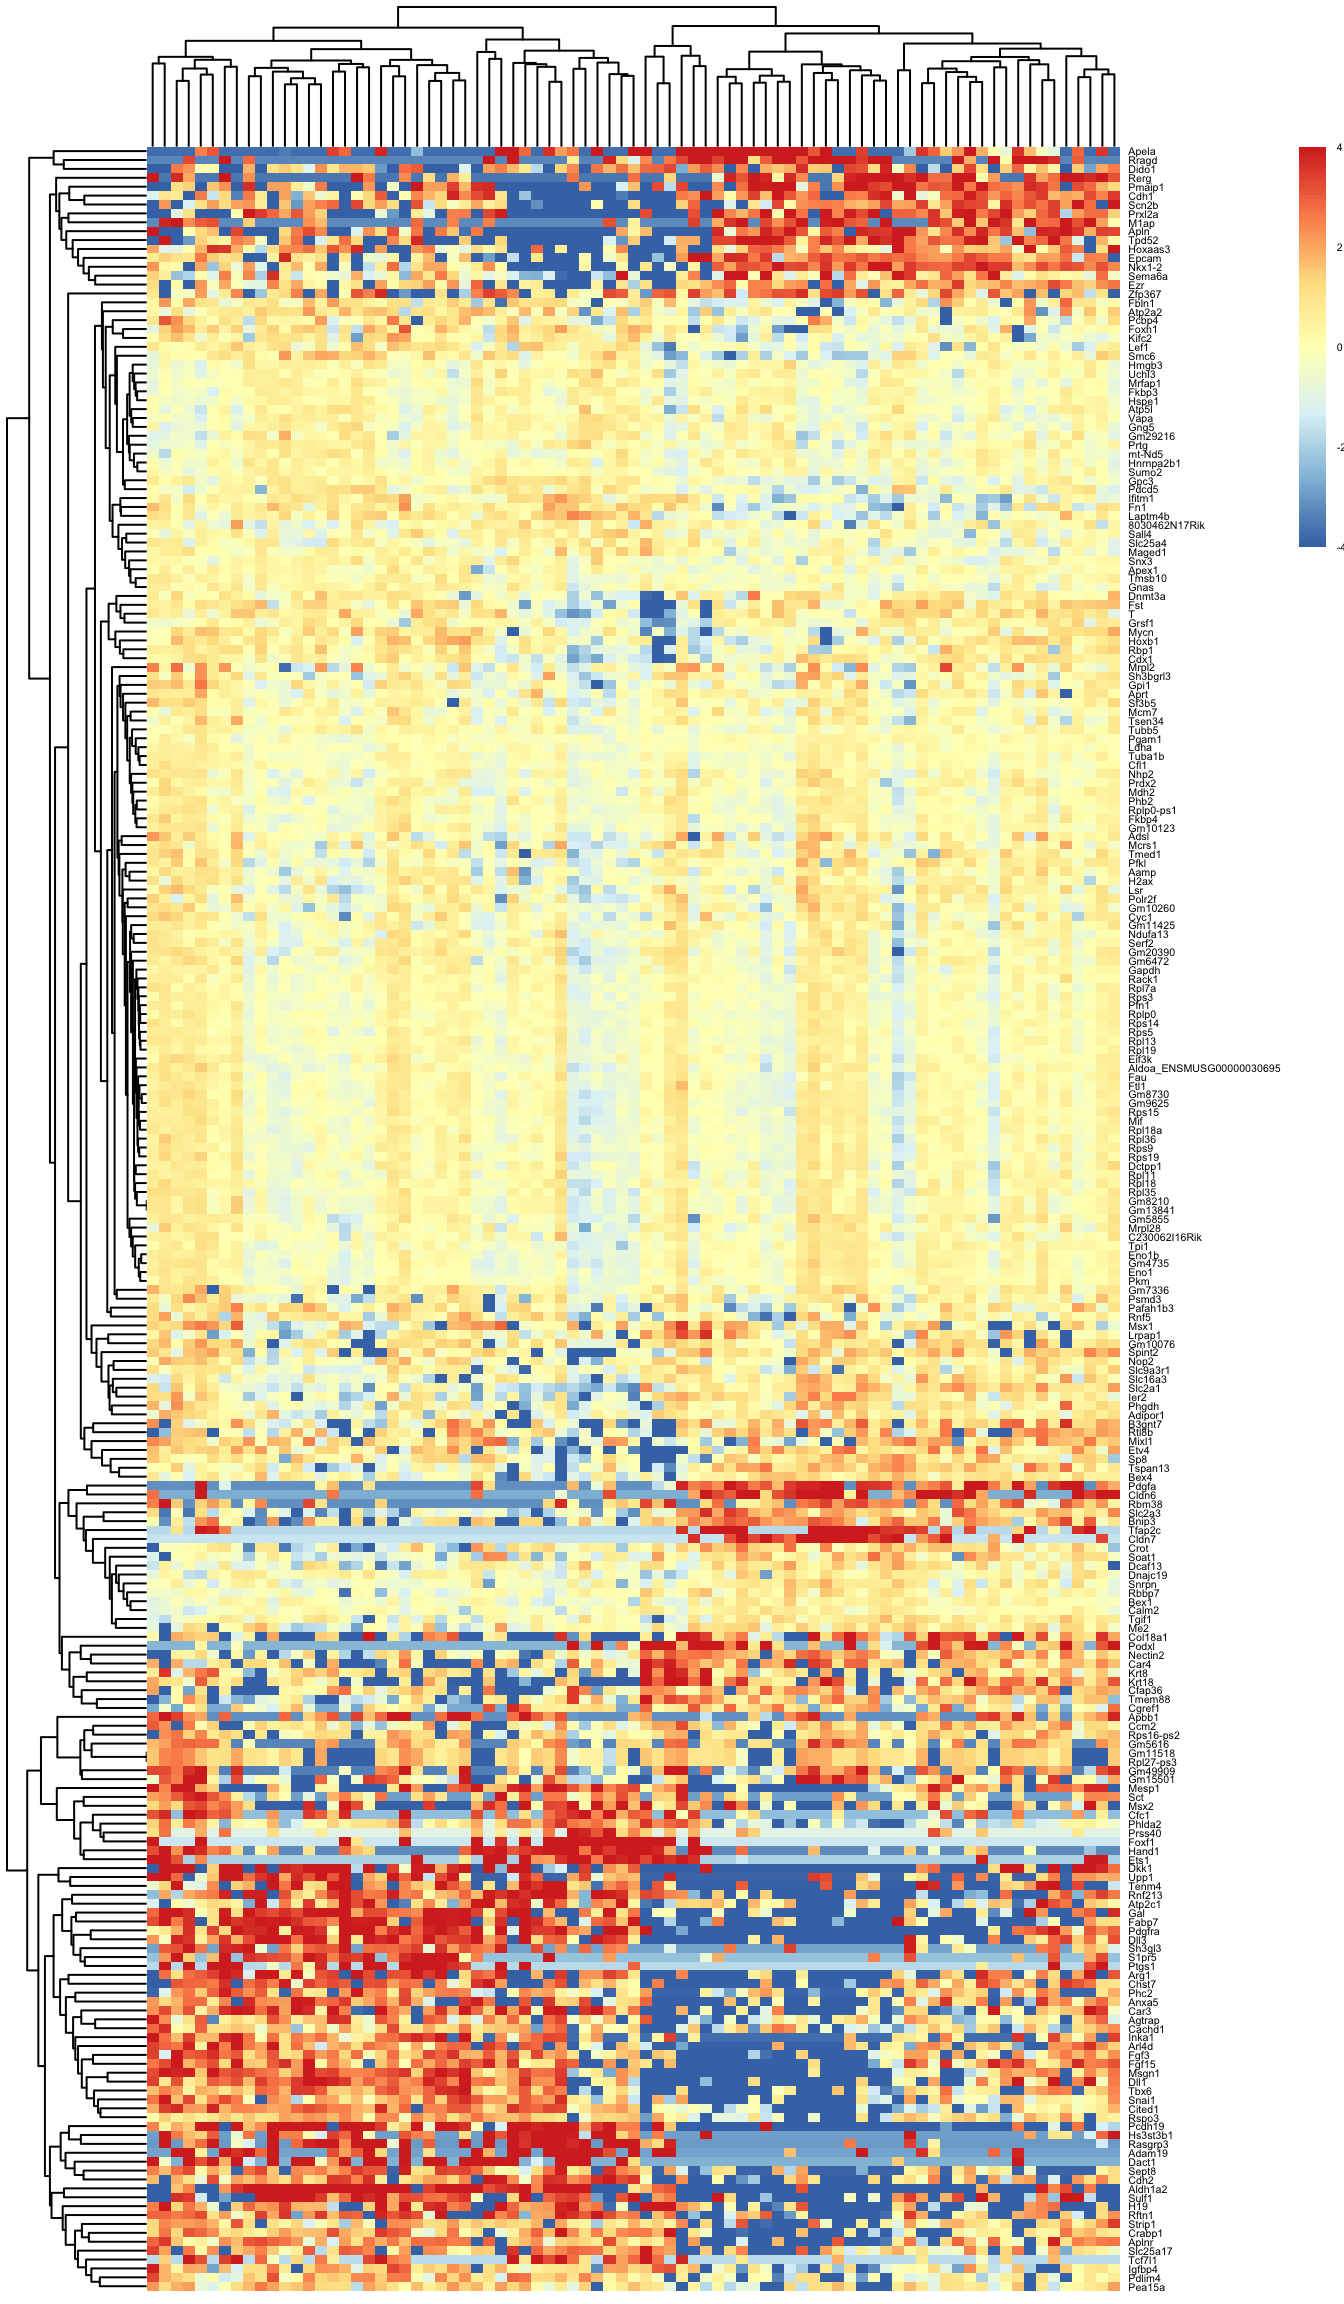 Apela
Rragd
Dido1
Rerg
Pmaip1
Cdh1
Scn2b
Prxl2a
M1ap
Apln
Tpd52
Hoxaas3
Epcam
Nkx1-2
Sema6a
Ezr
Zfp367
Fbln1
Atp2a2
Pcbp4
Foxh1
Kifc2
Lef1
Smc6
Hmgb3
Uchl3
Mrfap1
Fkbp3
Hspe1
Atp5l
Vapa
Gng5
Gm29216
Prtg
mt-Nd5
Hnrnpa2b1
Sumo2
Gpc3
Pdcd5
Ifitm1
Fn1
Laptm4b
8030462N17Rik
Sall4
Slc25a4
Maged1
Snx3
Apex1
Tmsb10
Gnas
Dnmt3a
Fst
T
Grsf1
Mycn
Hoxb1
Rbp1
Cdx1
Mrpl2
Sh3bgrl3
Gpi1
Aprt
Sf3b5
Mcm7
Tsen34
Tubb5
Pgam1
Ldha
Tuba1b
Cfl1
Nhp2
Prdx2
Mdh2
Phb2
Rplp0-ps1
Fkbp4
Gm10123
Adsl
Mcrs1
Tmed1
Pfkl
Aamp
H2ax
Lsr
Polr2f
Gm10260
Cyc1
Gm11425
Ndufa13
Serf2
Gm20390
Gm6472
Gapdh
Rack1
Rpl7a
Rps3
Pfn1
Rplp0
Rps14
Rps5
Rpl13
Rpl19
Eif3k
Aldoa_ENSMUSG00000030695
Fau
Ftl1
Gm8730
Gm9625
Rps15
Mif
Rpl18a
Rpl36
Rps9
Rps19
Dctpp1
Rpl11
Rpl18
Rpl35
Gm8210
Gm13841
Gm5855
Mrpl28
C230062I16Rik
Tpi1
Eno1b
Gm4735
Eno1
Pkm
Gm7336
Psmd3
Pafah1b3
Rnf5
Msx1
Lrpap1
Gm10076
Spint2
Nop2
Slc9a3r1
Slc16a3
Slc2a1
Ier2
Phgdh
Adipor1
B3gnt7
Rtl8b
Mixl1
Etv4
Sp8
Tspan13
Bex4
Pdgfa
Cldn6
Rbm38
Slc2a3
Bnip3
Tfap2c
Cldn7
Crot
Soat1
Dcaf13
Dnajc19
Snrpn
Rbbp7
Bex1
Calm2
Tgif1
Me2
Col18a1
Podxl
Nectin2
Car4
Krt8
Krt18
Cfap36
Tmem88
Cgref1
Apbb1
Ccm2
Rps16-ps2
Gm5616
Gm11518
Rpl27-ps3
Gm49909
Gm15501
Mesp1
Sct
Msx2
Cfc1
Phlda2
Prss40
Foxf1
Hand1
Ets1
Dkk1
Upp1
Tenm4
Rnf213
Atp2c1
Gal
Fabp7
Pdgfra
Dll3
Sh3gl3
S1pr5
Ptgs1
Arg1
Chst7
Phc2
Anxa5
Car3
Agtrap
Cachd1
Inka1
Arl4d
Fgf3
Fgf15
Msgn1
Dll1
Tbx6
Snai1
Cited1
Rspo3
Pcdh19
Hs3st3b1
Rasgrp3
Adam19
Dact1
Sept8
Cdh2
Aldh1a2
Sulf1
H19
Rftn1
Strip1
Crabp1
Aplnr
Slc25a17
Tcf7l1
Igfbp4
Pdlim4
Pea15a
4
2
0
-2
-4